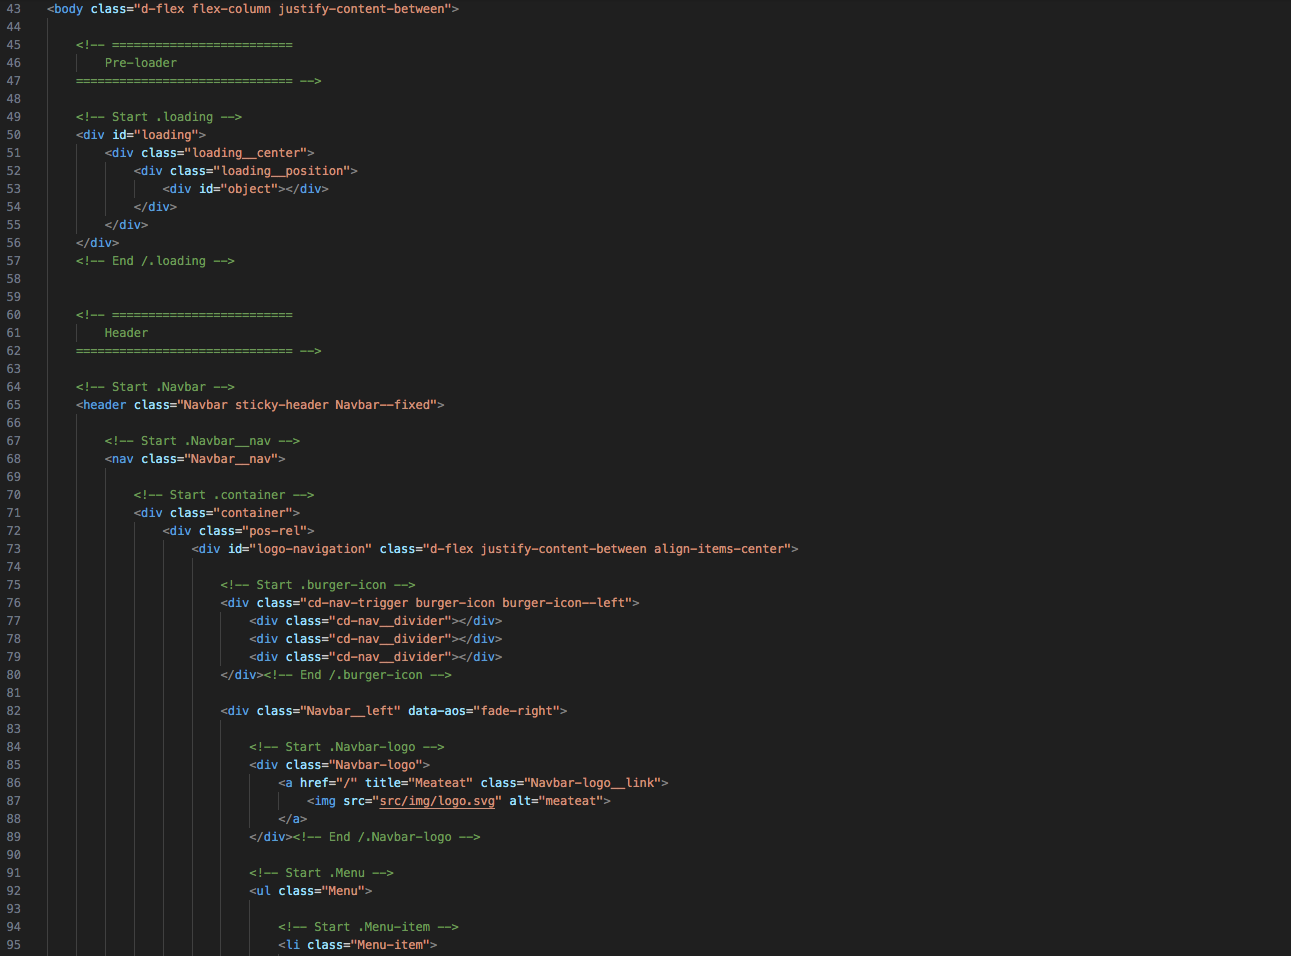 43 <body class="d-flex flex-column justify-content-between">
44
45 <!-- =========================
46 Pre-loader
47 ============================== -->
48
49 <!-- Start .loading -->
50 <div id="loading">
51 <div class="loading__center">
52 <div class="loading__position">
53 <div id="object"></div>
54 </div>
55 </div>
56 </div>
57 <!-- End /.loading -->
58
59
60 <!-- =========================
61 Header
62 ============================== -->
63
64 <!-- Start .Navbar -->
65 <header class="Navbar sticky-header Navbar--fixed">
66
67 <!-- Start .Navbar__nav -->
68 <nav class="Navbar__nav">
69
70 <!-- Start .container -->
71 <div class="container">
72 <div class="pos-rel">
73 <div id="logo-navigation" class="d-flex justify-content-between align-items-center">
74
75 <!-- Start .burger-icon -->
76 <div class="cd-nav-trigger burger-icon burger-icon--left">
77 <div class="cd-nav__divider"></div>
78 <div class="cd-nav__divider"></div>
79 <div class="cd-nav__divider"></div>
80 </div><!-- End /.burger-icon -->
81
82 <div class="Navbar__left" data-aos="fade-right">
83
84 <!-- Start .Navbar-logo -->
85 <div class="Navbar-logo">
86 <a href="/" title="Meateat" class="Navbar-logo__link">
87 <img src="src/img/logo.svg" alt="meateat">
88 </a>
89 </div><!-- End /.Navbar-logo -->
90
91 <!-- Start .Menu -->
92 <ul class="Menu">
93
94 <!-- Start .Menu-item -->
95 <li class="Menu-item">